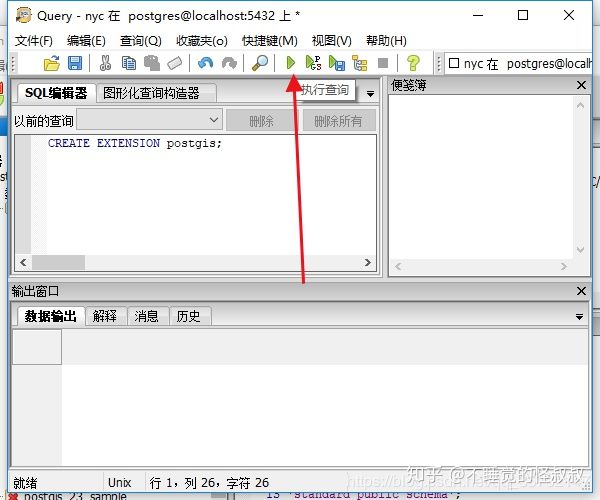 Query - nyc 在 postgres@localhost:5432 上 *
文件(F) 编辑(E) 查询(Q) 收藏夹(o) 快捷键(M) 视图(V) 帮助(H)
nyc 在 postgres@localh
SQL编辑器 图形化查询构造器 执行查询 便笺簿
以前的查询 删除 删除所有
CREATE EXTENSION postgis;
输出窗口
数据输出 解释 消息 历史
就绪 Unix 行 1, 列 26, 字符 26
知乎 @不睡觉的怪叔叔
postgis_23_sample
IS 'standard public schema';